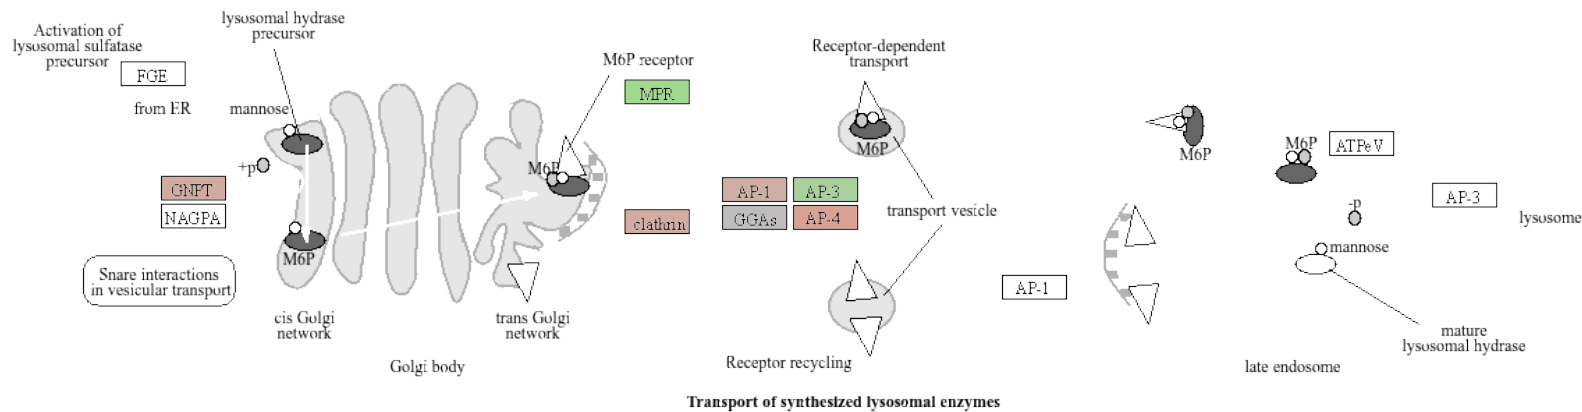 Activation of
lysosomal sulfatase
precursor
FGE
from ER
lysosomal hydrase
precursor
mannose
+p
GNPT
NAGPA
M6P
Snare interactions
in vesicular transport
cis Golgi
network
Golgi body
M6P receptor
MPR
M6P
clathrin
trans Golgi
network
Receptor-dependent
transport
M6P
AP-1
AP-3
GGAs
AP-4
transport vesicle
Receptor recycling
AP-1
M6P
M6P
ATPeV
-p
AP-3
lysosome
mannose
mature
lysosomal hydrase
late endosome
Transport of synthesized lysosomal enzymes